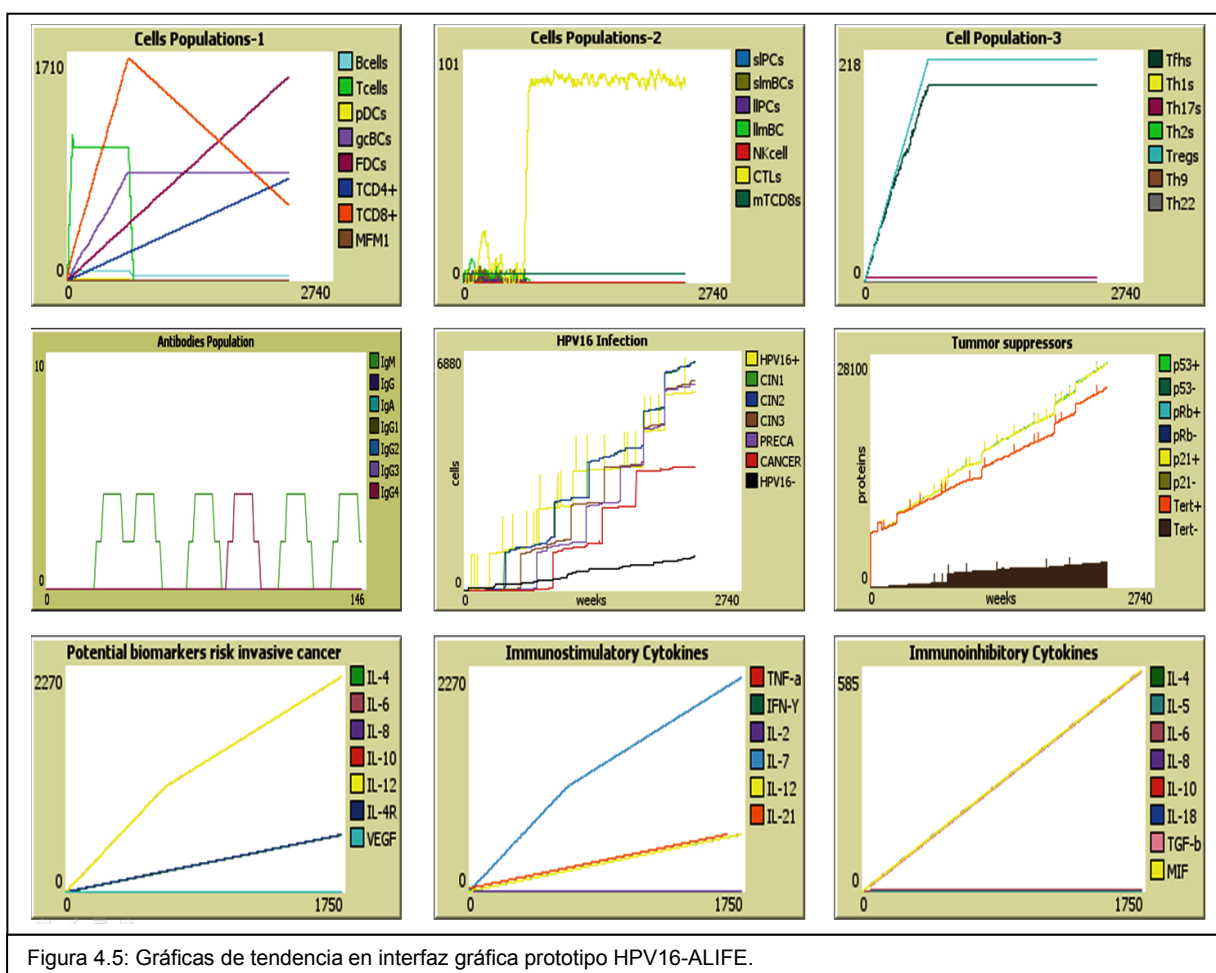 Cells Populations-1
1710
0
0
2740
Bcells
Tcells
pDCs
gcBCs
FDCs
TCD4+
TCD8+
MFM1
Cells Populations-2
101
0
0
2740
slPCs
slmBCs
llPCs
llmBC
NKcell
CTLs
mTCD8s
Cell Population-3
218
0
0
2740
Tfhs
Th1s
Th17s
Th2s
Tregs
Th9
Th22
Antibodies Population
10
0
0
146
IgM
IgG
IgA
IgG1
IgG2
IgG3
IgG4
HPV16 Infection
6880
cells
0
0
weeks
2740
HPV16+
CIN1
CIN2
CIN3
PRECA
CANCER
HPV16-
Tummor suppressors
28100
proteins
0
0
weeks
2740
p53+
p53-
pRb+
pRb-
p21+
p21-
Tert+
Tert-
Potential biomarkers risk invasive cancer
2270
0
0
1750
IL-4
IL-6
IL-8
IL-10
IL-12
IL-4R
VEGF
Immunostimulatory Cytokines
2270
0
0
1750
TNF-a
IFN-Y
IL-2
IL-7
IL-12
IL-21
Immunoinhibitory Cytokines
585
0
0
1750
IL-4
IL-5
IL-6
IL-8
IL-10
IL-18
TGF-b
MIF
Figura 4.5: Gráficas de tendencia en interfaz gráfica prototipo HPV16-ALIFE.